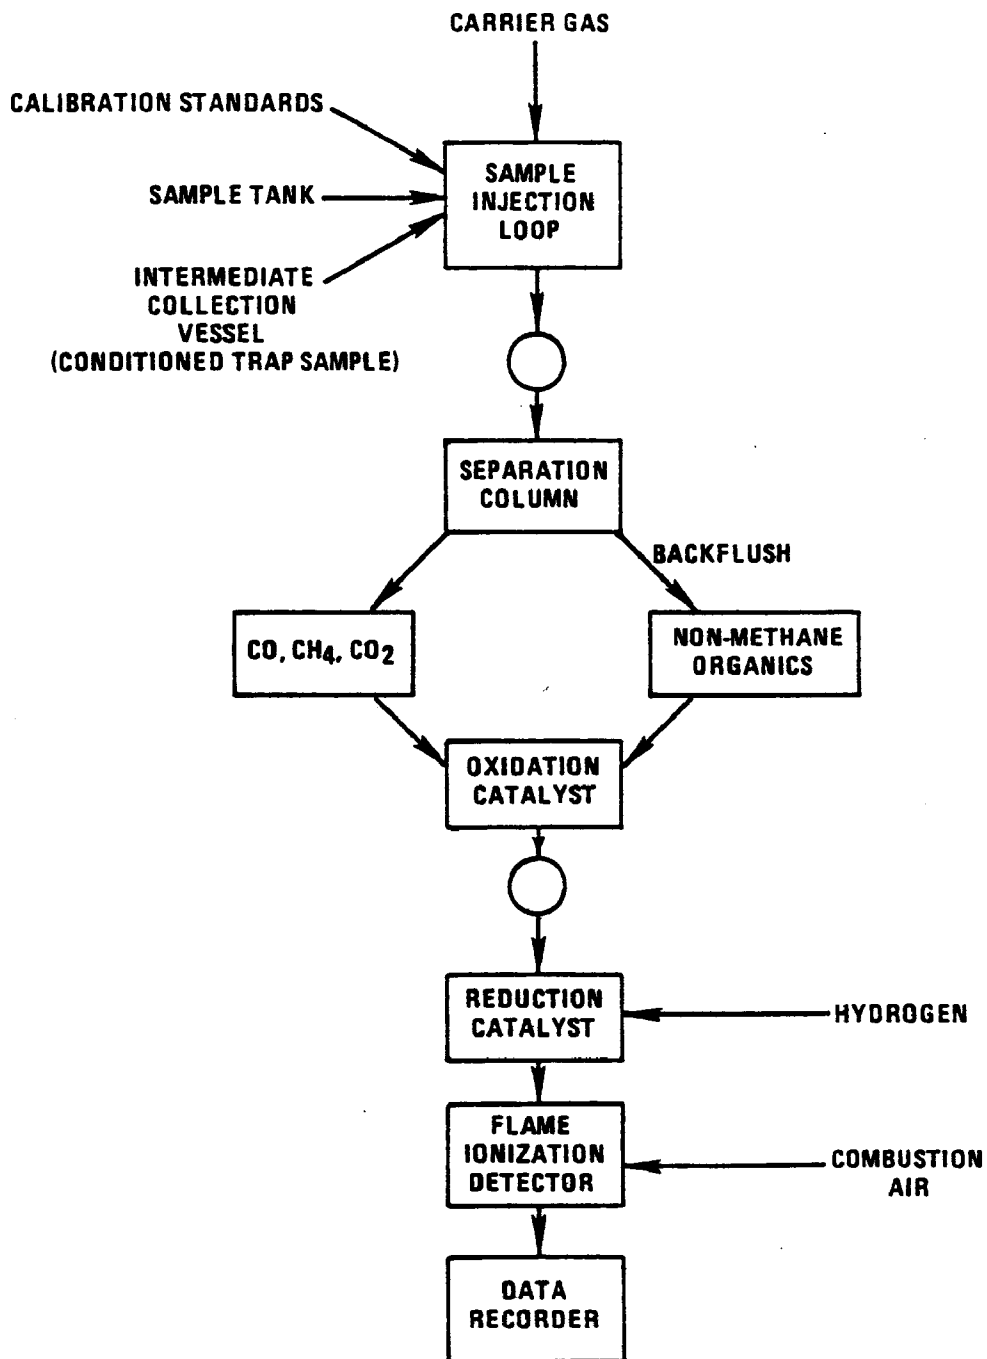 CARRIER GAS
CALIBRATION STANDARDS
SAMPLE TANK
INTERMEDIATE
COLLECTION
VESSEL
(CONDITIONED TRAP SAMPLE)
SAMPLE
INJECTION
LOOP
SEPARATION
COLUMN
BACKFLUSH
CO, CH4, CO2
NON-METHANE
ORGANICS
OXIDATION
CATALYST
REDUCTION
CATALYST
HYDROGEN
FLAME
IONIZATION
DETECTOR
COMBUSTION
AIR
DATA
RECORDER